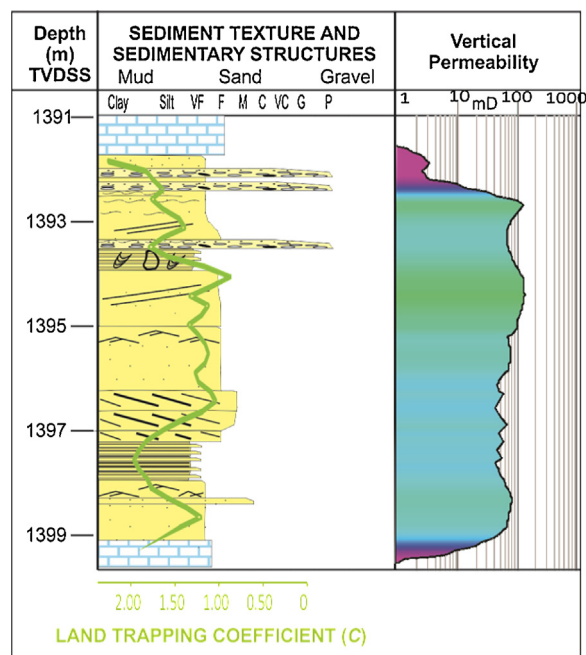 Depth
(m)
TVDSS
SEDIMENT TEXTURE AND
SEDIMENTARY STRUCTURES
Mud Sand Gravel
Clay Silt VF F M C VC G P
Vertical
Permeability
1 10 mD 100 1000
1391
1393
1395
1397
1399
2.00 1.50 1.00 0.50 0
LAND TRAPPING COEFFICIENT (C)